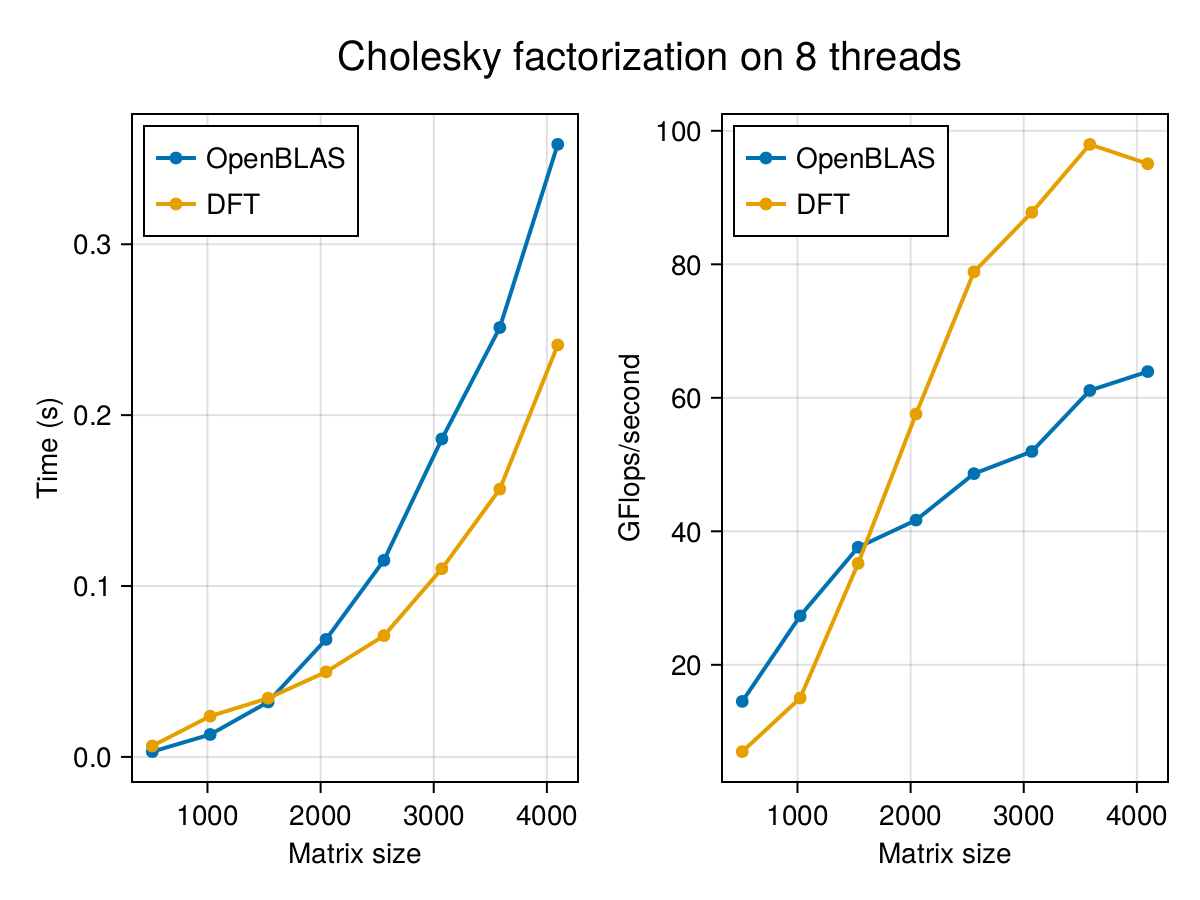 Cholesky factorization on 8 threads
OpenBLAS
DFT
0.3
0.2
0.1
0.0
Time (s)
1000 2000 3000 4000
Matrix size
OpenBLAS
DFT
100
80
60
40
20
GFlops/second
1000 2000 3000 4000
Matrix size